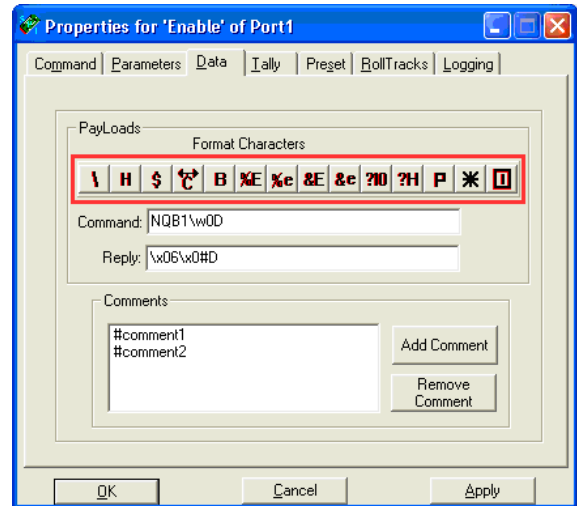 Properties for 'Enable' of Port1
Command Parameters Data Tally Preset RollTracks Logging
PayLoads
Format Characters
\ H $ C B %E %e &E &e ?10 ?H P * I
Command: NQB1\w0D
Reply: \x06\x0#D
Comments
#comment1
#comment2
Add Comment
Remove
Comment
OK Cancel Apply